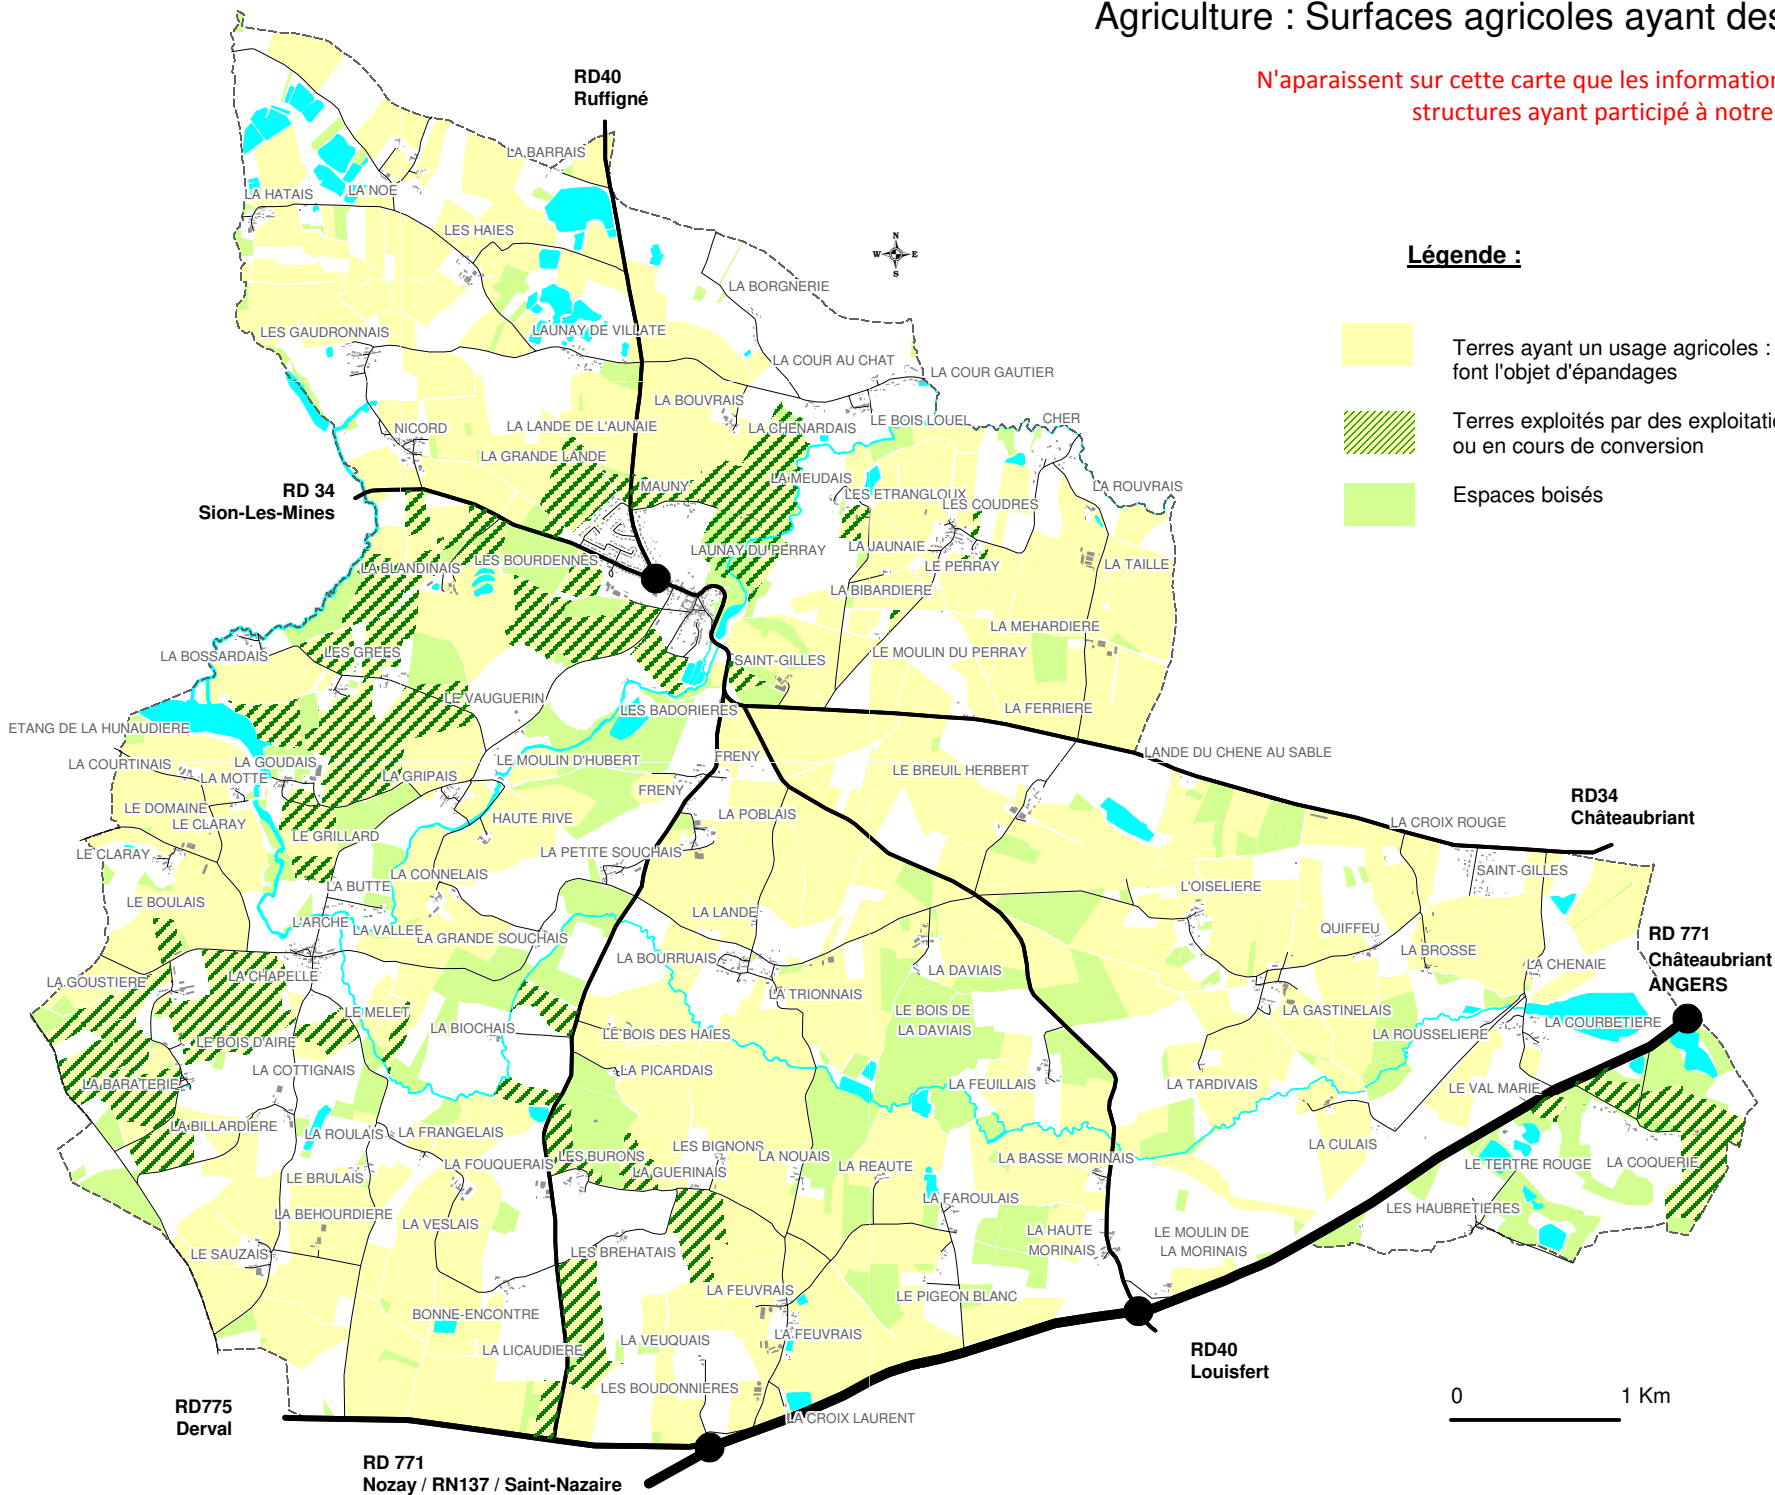 Agriculture : Surfaces agricoles ayant des
N'aparaissent sur cette carte que les information
structures ayant participé à notre
RD40
Ruffigné
LA BARRAIS
LA HATAIS
LA NOE
LES HAIES
N
W E
S
LA BORGNERIE
Légende :
LES GAUDRONNAIS
LAUNAY DE VILLATE
LA COUR AU CHAT
LA COUR GAUTIER
Terres ayant un usage agricoles :
font l'objet d'épandages
LA BOUVRAIS
LA LANDE DE L'AUNAIE
NICORD
LA CHENARDAIS
LE BOIS LOUEL
CHER
Terres exploités par des exploitati
ou en cours de conversion
LA GRANDE LANDE
MAUNY
LA MEUDAIS
LES ETRANGLOUX
LES COUDRES
LA ROUVRAIS
Espaces boisés
RD 34
Sion-Les-Mines
LES BOURDENNES
LAUNAY DU PERRAY
LA JAUNAIE
LE PERRAY
LA TAILLE
LA BLANDINAIS
LA BIBARDIERE
LA MEHARDIERE
LA BOSSARDAIS
LES GREES
SAINT-GILLES
LE MOULIN DU PERRAY
LE VAUGUERIN
LES BADORIERES
LA FERRIERE
ETANG DE LA HUNAUDIERE
LANDE DU CHENE AU SABLE
LA COURTINAIS
LA GOUDAIS
LA MOTTE
LA GRIPAIS
LE MOULIN D'HUBERT
FRENY
LE BREUIL HERBERT
FRENY
LE DOMAINE
LE CLARAY
HAUTE RIVE
LA POBLAIS
RD34
Châteaubriant
LA CROIX ROUGE
LE GRILLARD
LE CLARAY
LA PETITE SOUCHAIS
LA CONNELAIS
LA BUTTE
L'OISELIERE
SAINT-GILLES
LE BOULAIS
LA LANDE
L'ARCHE
LA VALLEE
LA GRANDE SOUCHAIS
QUIFFEU
LA BROSSE
RD 771
Châteaubriant
ANGERS
LA BOURRUAIS
LA DAVIAIS
LA CHENAIE
LA GOUSTIERE
LA CHAPELLE
LA TRIONNAIS
LE MELET
LA BIOCHAIS
LE BOIS DES HAIES
LE BOIS DE
LA DAVIAIS
LA GASTINELAIS
LA ROUSSELIERE
LA COURBETIERE
LE BOIS D'AIRE
LA COTTIGNAIS
LA PICARDAIS
LA BARATERIE
LA FEUILLAIS
LA TARDIVAIS
LE VAL MARIE
LA BILLARDIERE
LA ROULAIS
LA FRANGELAIS
LES BIGNONS
LA NOUAIS
LA CULAIS
LA FOUQUERAIS
LES BURONS
LA GUERINAIS
LA REAUTE
LA BASSE MORINAIS
LE TERTRE ROUGE
LA COQUERIE
LE BRULAIS
LA FAROULAIS
LES HAUBRETIERES
LA BEHOURDIERE
LA VESLAIS
LA HAUTE
MORINAIS
LE MOULIN DE
LA MORINAIS
LE SAUZAIS
LES BREHATAIS
LA FEUVRAIS
LE PIGEON BLANC
BONNE-ENCONTRE
LA VEUQUAIS
LA FEUVRAIS
LA LICAUDIERE
RD40
Louisfert
LES BOUDONNIERES
0 1 Km
RD775
Derval
LA CROIX LAURENT
RD 771
Nozay / RN137 / Saint-Nazaire